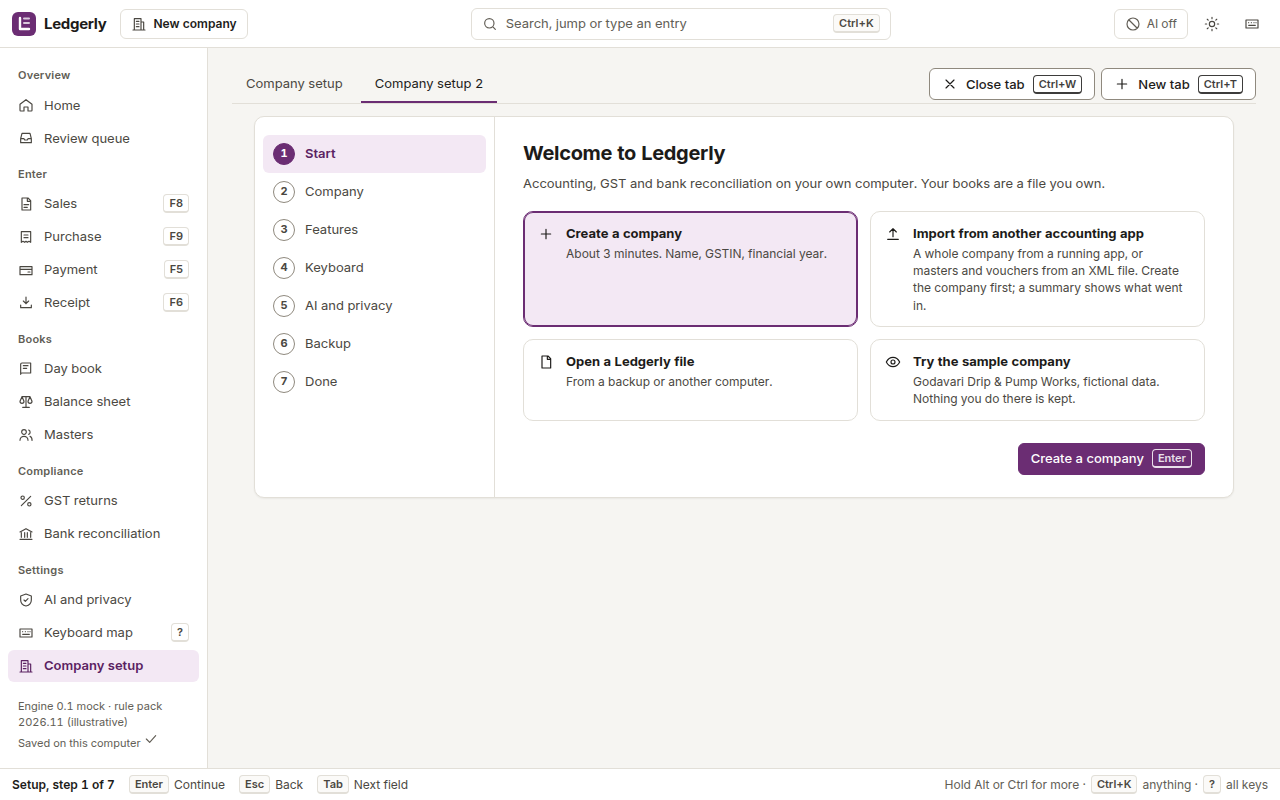 Ledgerly
New company
Search, jump or type an entry Ctrl+K
AI off
Overview
Home
Review queue
Enter
Sales F8
Purchase F9
Payment F5
Receipt F6
Books
Day book
Balance sheet
Masters
Compliance
GST returns
Bank reconciliation
Settings
AI and privacy
Keyboard map ?
Company setup
Engine 0.1 mock · rule pack
2026.11 (illustrative)
Saved on this computer
Company setup
Company setup 2
Close tab Ctrl+W
New tab Ctrl+T
1 Start
2 Company
3 Features
4 Keyboard
5 AI and privacy
6 Backup
7 Done
Welcome to Ledgerly
Accounting, GST and bank reconciliation on your own computer. Your books are a file you own.
Create a company
About 3 minutes. Name, GSTIN, financial year.
Import from another accounting app
A whole company from a running app, or
masters and vouchers from an XML file. Create
the company first; a summary shows what went
in.
Open a Ledgerly file
From a backup or another computer.
Try the sample company
Godavari Drip & Pump Works, fictional data.
Nothing you do there is kept.
Create a company Enter
Setup, step 1 of 7 Enter Continue Esc Back Tab Next field
Hold Alt or Ctrl for more · Ctrl+K anything · ? all keys